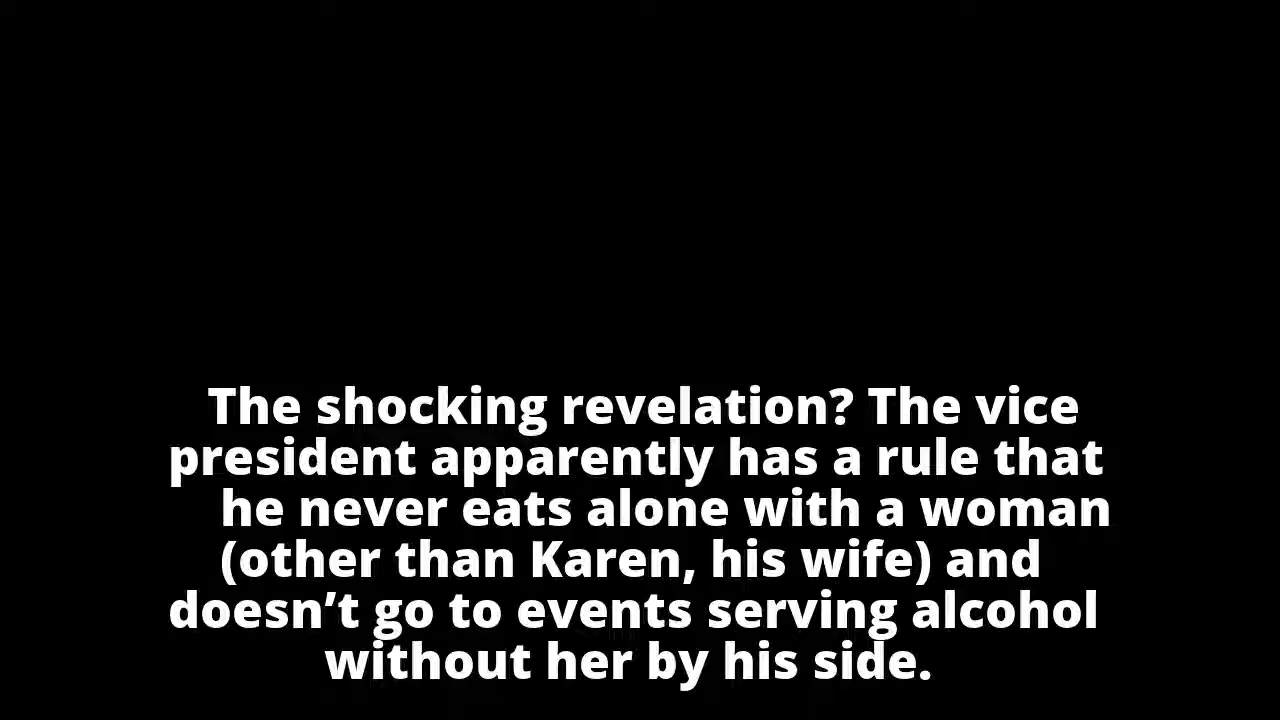 The shocking revelation? The vice
president apparently has a rule that
he never eats alone with a woman
(other than Karen, his wife) and
doesn’t go to events serving alcohol
without her by his side.